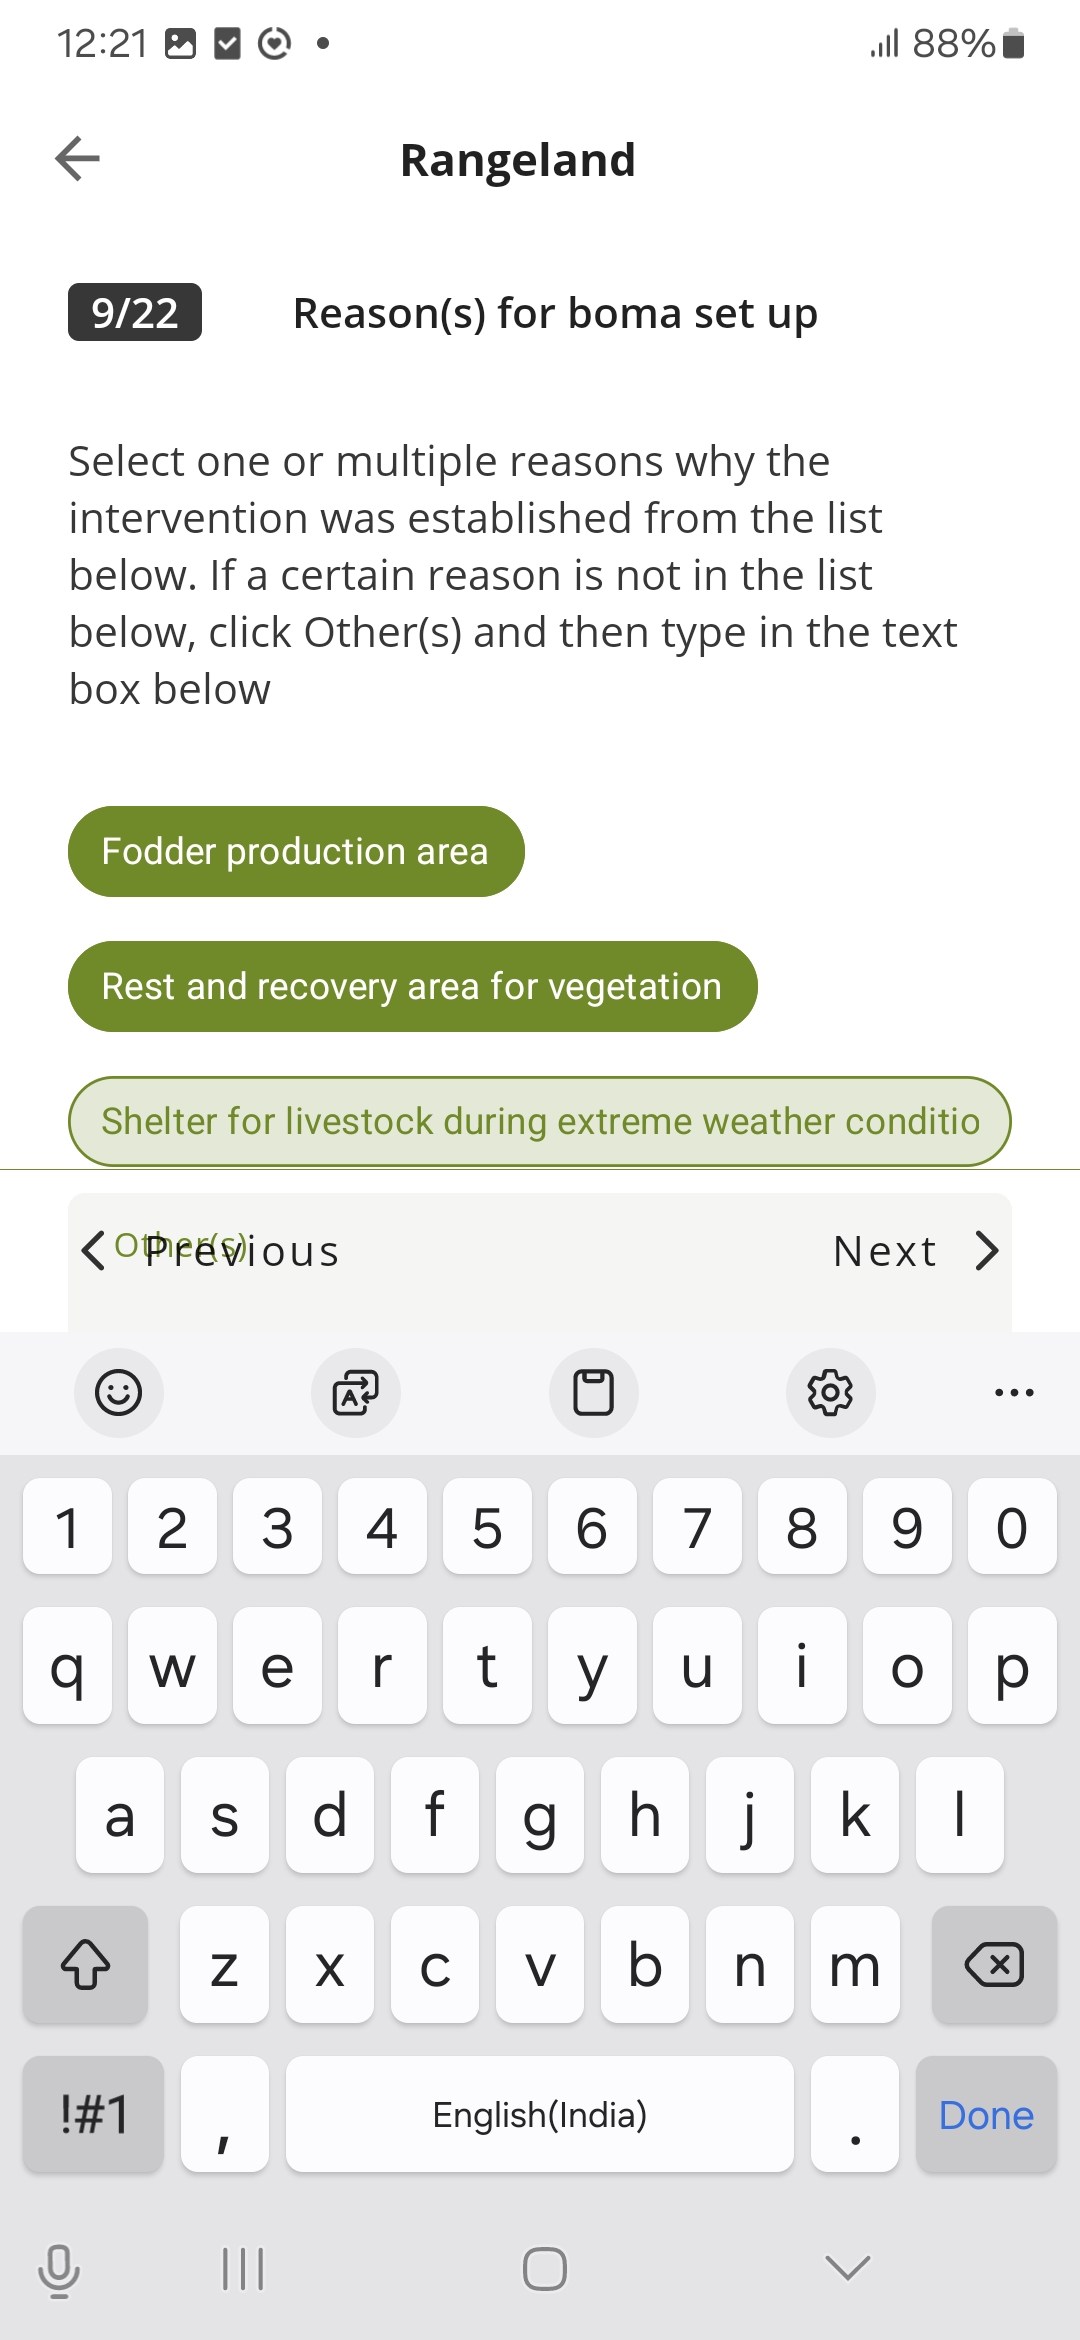 12:21
88%
Rangeland
9/22
Reason(s) for boma set up
Select one or multiple reasons why the
intervention was established from the list
below. If a certain reason is not in the list
below, click Other(s) and then type in the text
box below
Fodder production area
Rest and recovery area for vegetation
Shelter for livestock during extreme weather conditio
Other(s)
Previous
Next
1 2 3 4 5 6 7 8 9 0
q w e r t y u i o p
a s d f g h j k l
z x c v b n m
!#1 , English(India) . Done